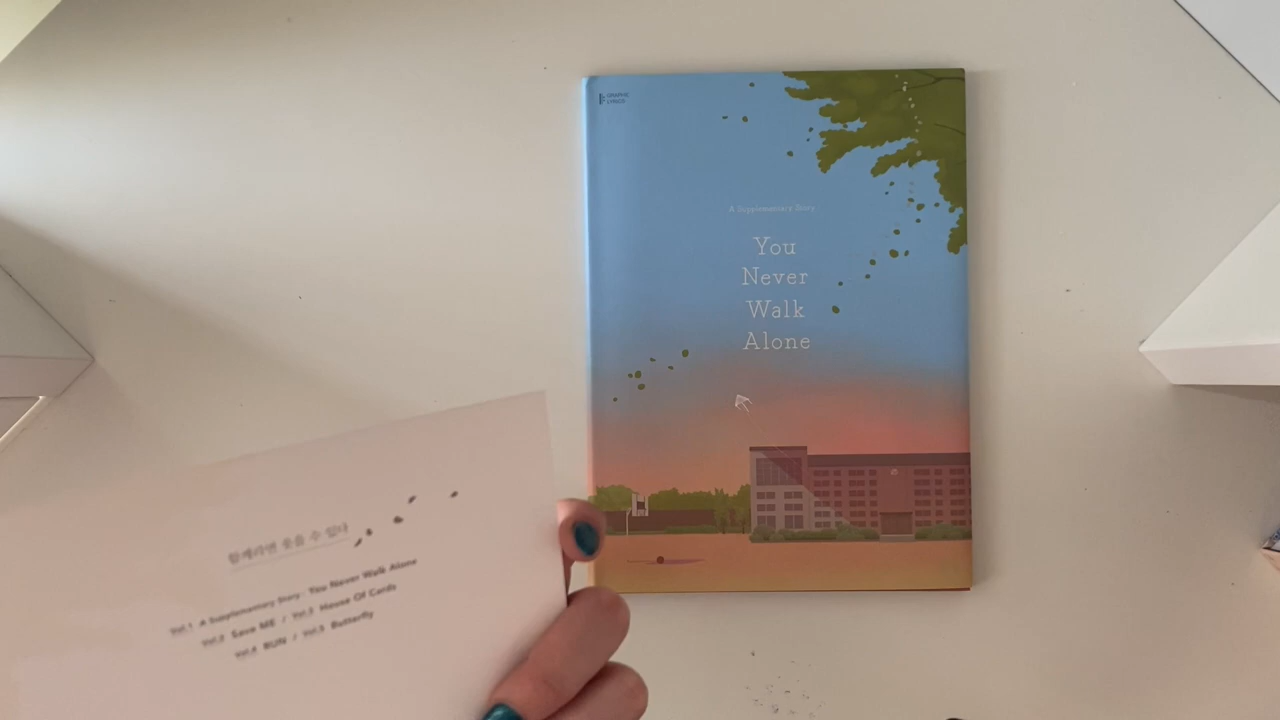 GRAPHIC
LYRICS
A Supplementary Story
You
Never
Walk
Alone
함께라면 웃을 수 있다
Vol.1 A Supplementary Story : You Never Walk Alone
Vol.2 Save ME / Vol.3 House Of Cards
Vol.4 RUN / Vol.5 Butterfly